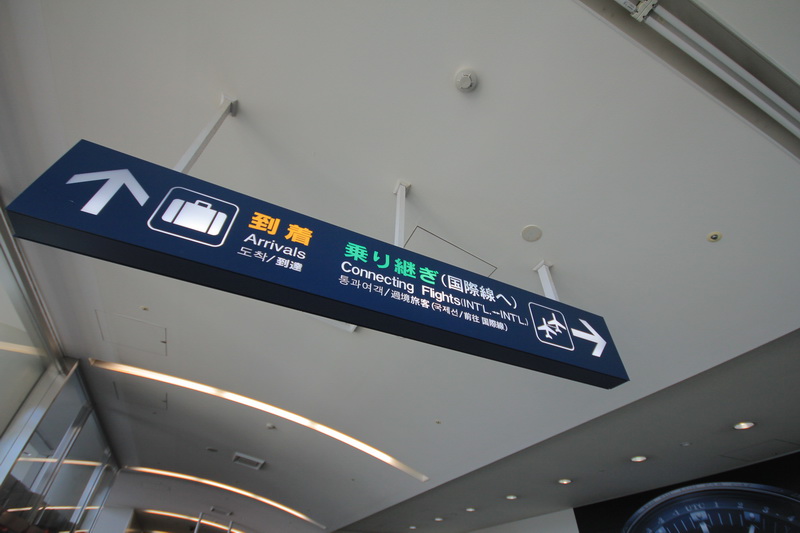 到着
Arrivals
도착/到達
乗り継ぎ(国際線へ)
Connecting Flights(INT'L.→INT'L.)
통과여객/過境旅客(국제선/前往 国際線)